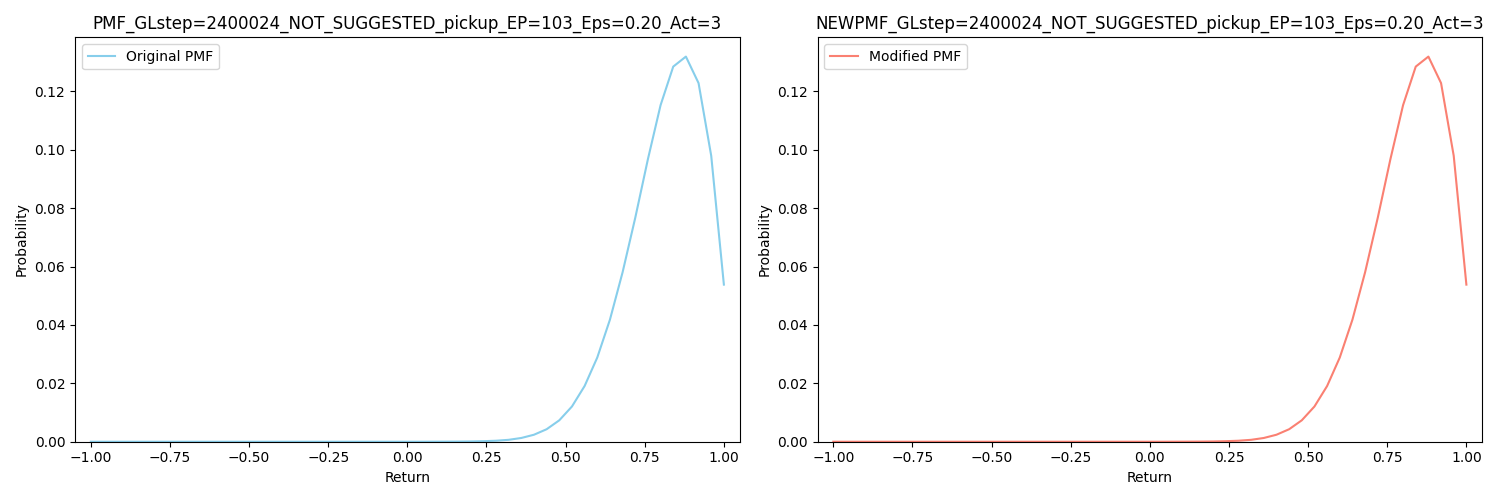 PMF_GLstep=2400024_NOT_SUGGESTED_pickup_EP=103_Eps=0.20_Act=3
Original PMF
0.12
0.10
0.08
0.06
0.04
0.02
0.00
Probability
−1.00 −0.75 −0.50 −0.25 0.00 0.25 0.50 0.75 1.00
Return
NEWPMF_GLstep=2400024_NOT_SUGGESTED_pickup_EP=103_Eps=0.20_Act=3
Modified PMF
0.12
0.10
0.08
0.06
0.04
0.02
0.00
Probability
−1.00 −0.75 −0.50 −0.25 0.00 0.25 0.50 0.75 1.00
Return